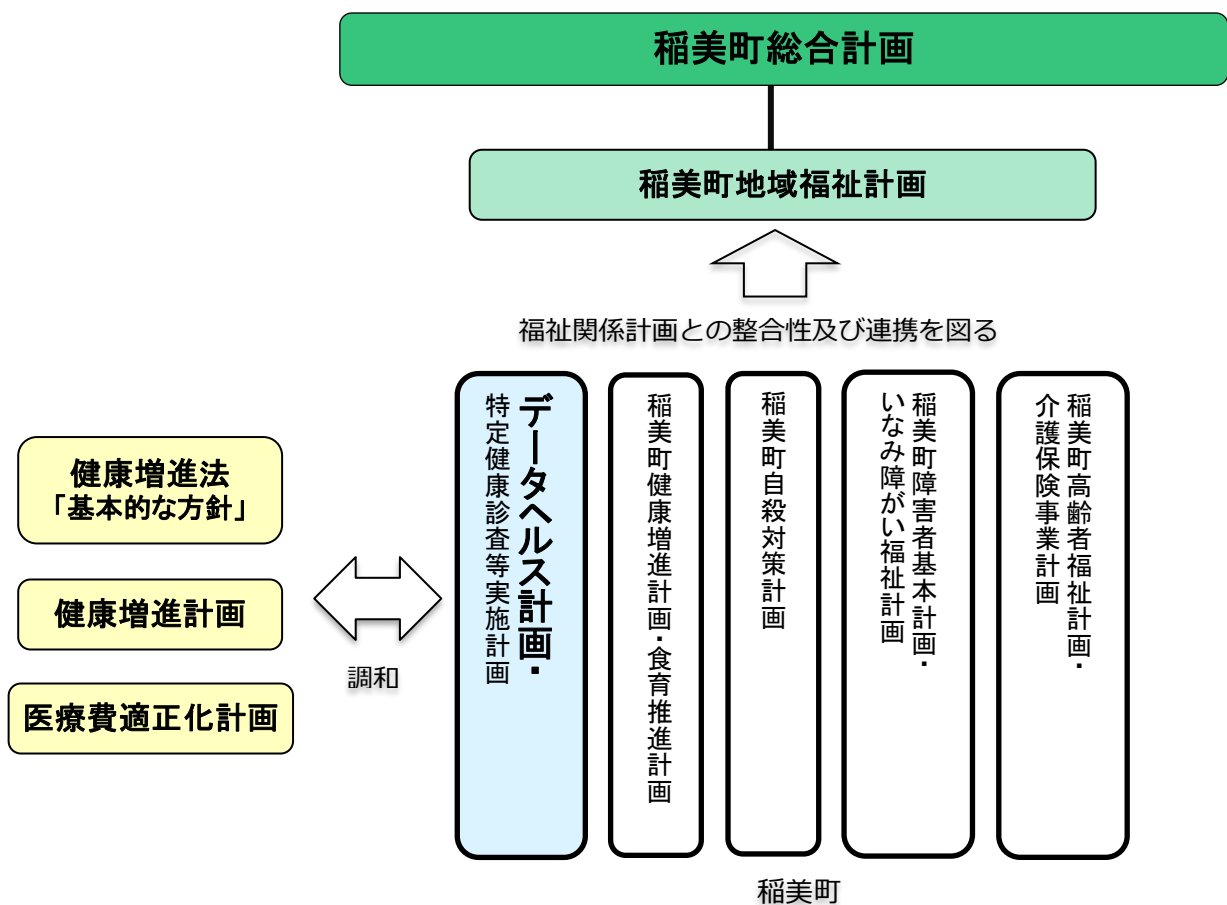 稲美町総合計画
稲美町地域福祉計画
福祉関係計画との整合性及び連携を図る
健康増進法
「基本的な方針」
健康増進計画
医療費適正化計画
調和
データヘルス計画・
特定健康診査等実施計画
稲美町健康増進計画・食育推進計画
稲美町自殺対策計画
稲美町障害者基本計画・
いなみ障がい福祉計画
稲美町高齢者福祉計画・
介護保険事業計画
稲美町